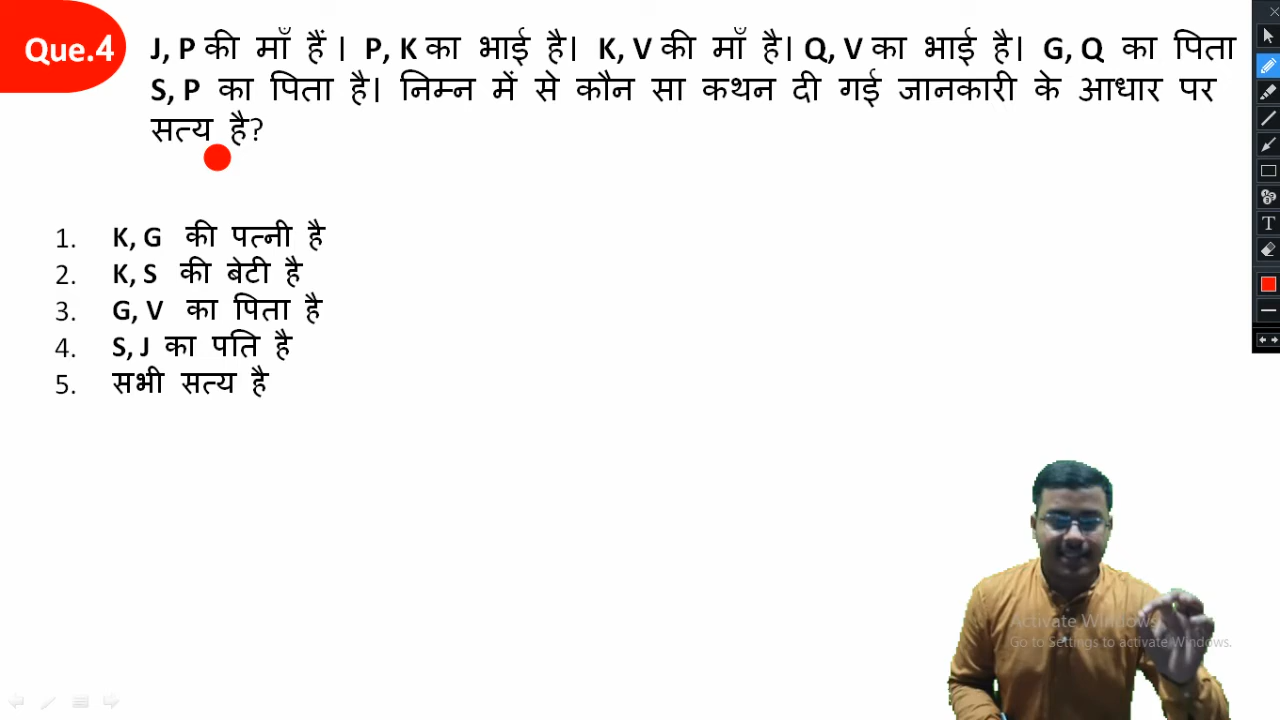 Que.4
J, P की माँ हैं । P, K का भाई है। K, V की माँ है। Q, V का भाई है। G, Q का पिता
S, P का पिता है। निम्न में से कौन सा कथन दी गई जानकारी के आधार पर
सत्य है?
1. K, G की पत्नी है
2. K, S की बेटी है
3. G, V का पिता है
4. S, J का पति है
5. सभी सत्य है
Activate Windows
Go to Settings to activate Windows.